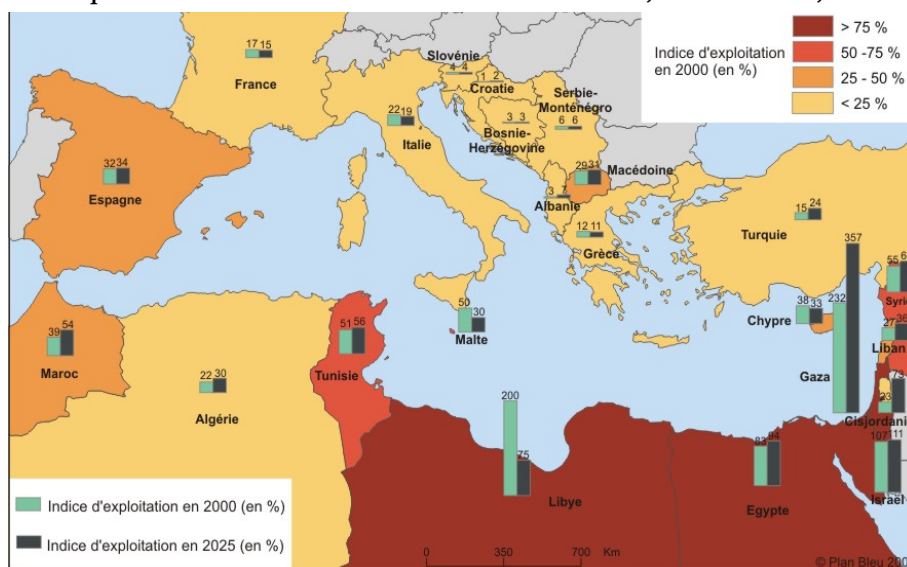 > 75 %
50 -75 %
25 - 50 %
< 25 %
Indice d'exploitation
en 2000 (en %)
17 15
France
Slovénie
4 4
Croatie
1 2
Serbie-
Monténégro
6 6
3 3
Bosnie-
Herzégovine
22 19
Italie
29 31
Macédoine
3 7
Albanie
12 11
Grèce
32 34
Espagne
15 24
Turquie
357
232
Gaza
38 33
Chypre
55
27 36
Liban
50 30
Malte
39 54
Maroc
22 30
Algérie
51 56
Tunisie
200
75
Libye
83 94
Egypte
73
107 111
Israël
Indice d'exploitation en 2000 (en %)
Indice d'exploitation en 2025 (en %)
0 350 700 Km
© Plan Bleu